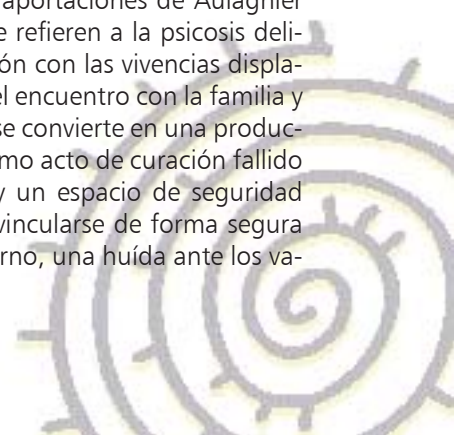 aportaciones de Aulagnier
e refieren a la psicosis deli-
ón con las vivencias displa-
el encuentro con la familia y
se convierte en una produc-
mo acto de curación fallido
y un espacio de seguridad
vincularse de forma segura
rno, una huída ante los va-